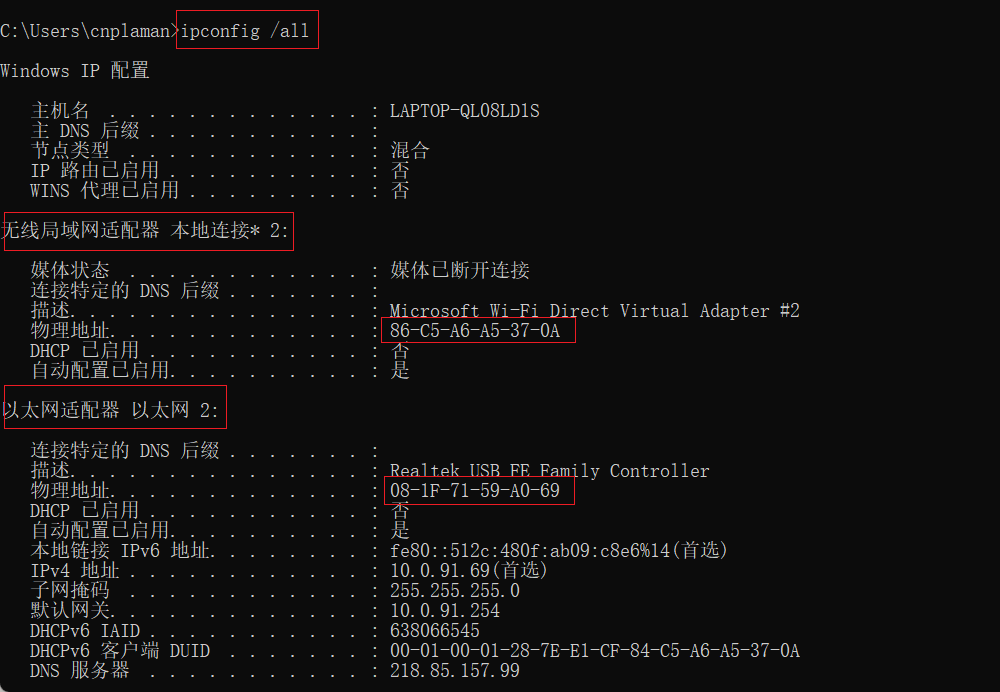 C:\Users\cnplaman>ipconfig /all
Windows IP 配置
主机名 . . . . . . . . . . . . . : LAPTOP-QL08LD1S
主 DNS 后缀 . . . . . . . . . . . :
节点类型 . . . . . . . . . . . . : 混合
IP 路由已启用 . . . . . . . . . . : 否
WINS 代理已启用 . . . . . . . . . : 否
无线局域网适配器 本地连接* 2:
媒体状态 . . . . . . . . . . . . : 媒体已断开连接
连接特定的 DNS 后缀 . . . . . . . :
描述. . . . . . . . . . . . . . . : Microsoft Wi-Fi Direct Virtual Adapter #2
物理地址. . . . . . . . . . . . . : 86-C5-A6-A5-37-0A
DHCP 已启用 . . . . . . . . . . . : 否
自动配置已启用. . . . . . . . . . : 是
以太网适配器 以太网 2:
连接特定的 DNS 后缀 . . . . . . . :
描述. . . . . . . . . . . . . . . : Realtek USB FE Family Controller
物理地址. . . . . . . . . . . . . : 08-1F-71-59-A0-69
DHCP 已启用 . . . . . . . . . . . : 否
自动配置已启用. . . . . . . . . . : 是
本地链接 IPv6 地址. . . . . . . . : fe80::512c:480f:ab09:c8e6%14(首选)
IPv4 地址 . . . . . . . . . . . . : 10.0.91.69(首选)
子网掩码 . . . . . . . . . . . . : 255.255.255.0
默认网关. . . . . . . . . . . . . : 10.0.91.254
DHCPv6 IAID . . . . . . . . . . . : 638066545
DHCPv6 客户端 DUID . . . . . . . : 00-01-00-01-28-7E-E1-CF-84-C5-A6-A5-37-0A
DNS 服务器 . . . . . . . . . . . : 218.85.157.99